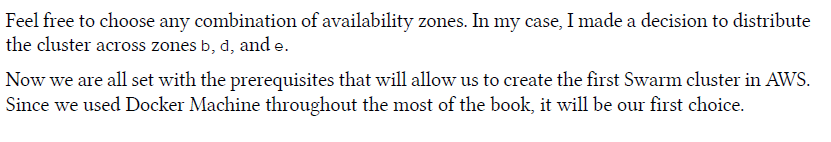 Feel free to choose any combination of availability zones. In my case, I made a decision to distribute
the cluster across zones b, d, and e.
Now we are all set with the prerequisites that will allow us to create the first Swarm cluster in AWS.
Since we used Docker Machine throughout the most of the book, it will be our first choice.